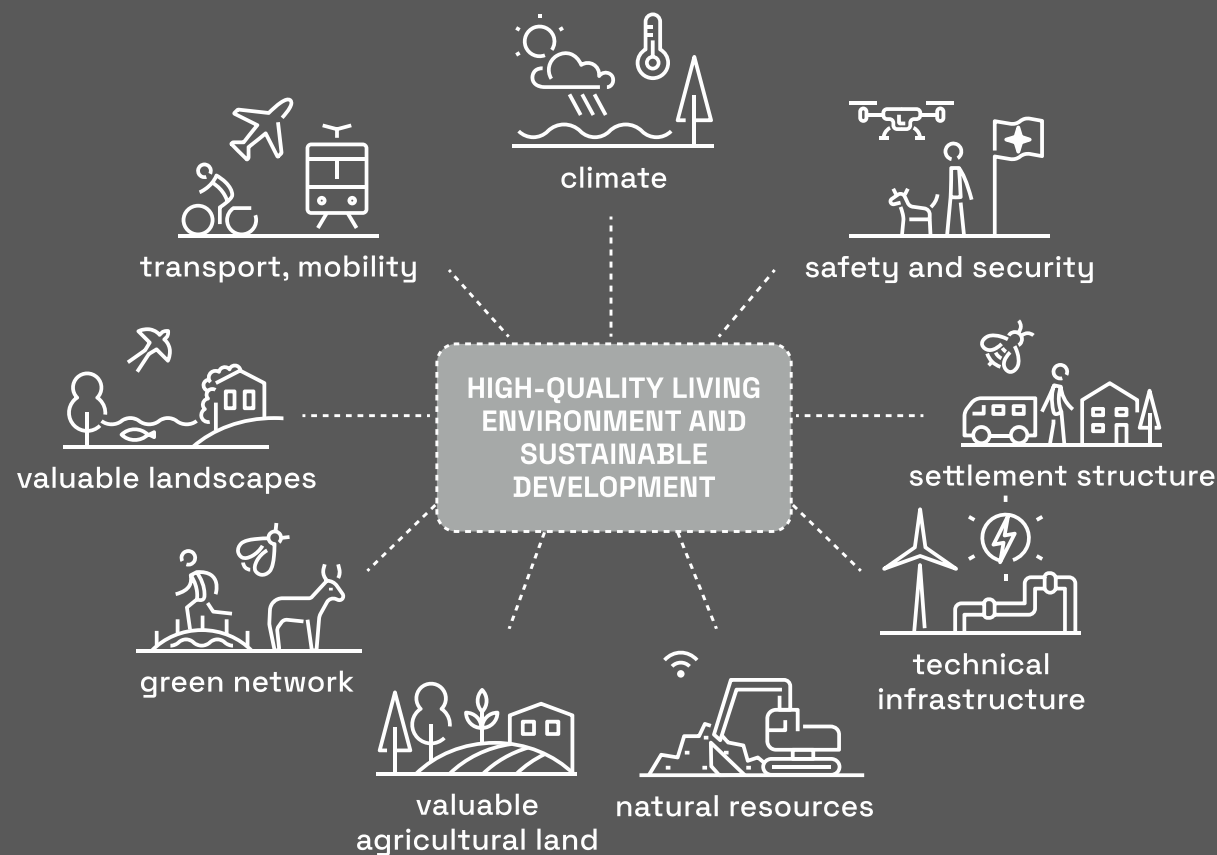 climate
transport, mobility
safety and security
HIGH-QUALITY LIVING
ENVIRONMENT AND
SUSTAINABLE
DEVELOPMENT
valuable landscapes
settlement structure
green network
technical
infrastructure
valuable
agricultural land
natural resources